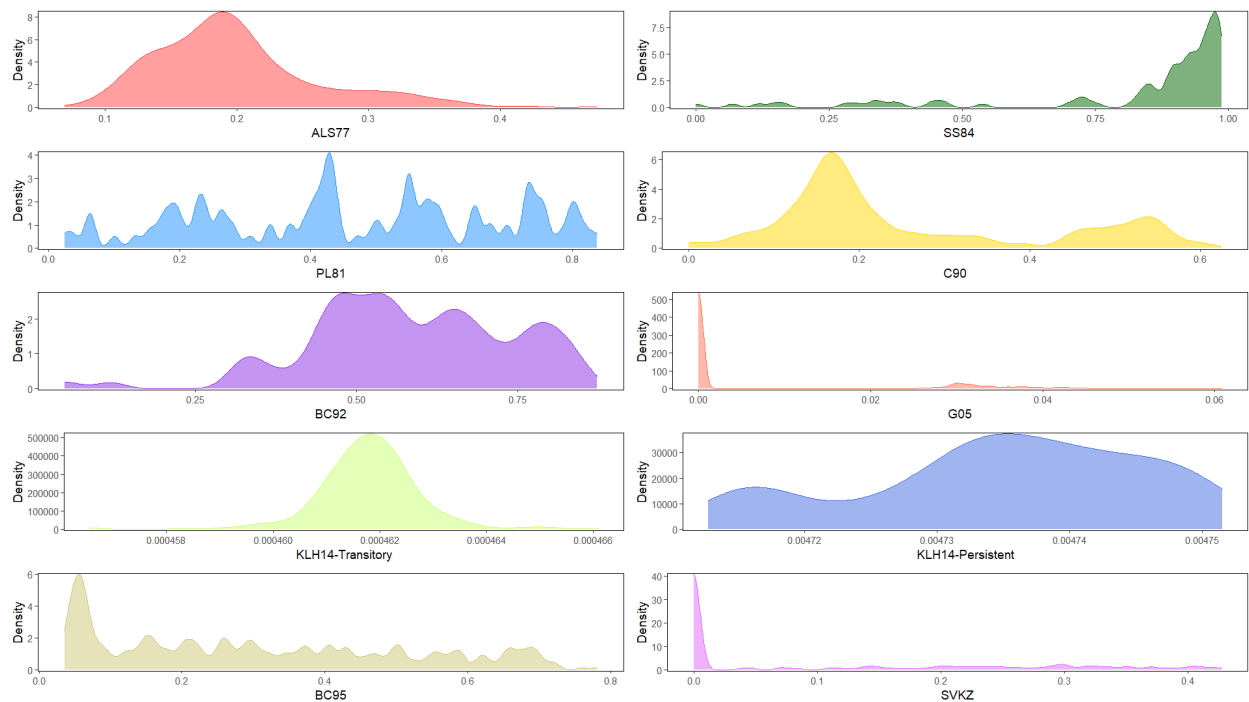 Density
8
6
4
2
0
0.1 0.2 0.3 0.4
ALS77
Density
7.5
5.0
2.5
0.0
0.00 0.25 0.50 0.75 1.00
SS84
Density
4
3
2
1
0
0.0 0.2 0.4 0.6 0.8
PL81
Density
6
4
2
0
0.0 0.2 0.4 0.6
C90
Density
2
1
0
0.25 0.50 0.75
BC92
Density
500
400
300
200
100
0
0.00 0.02 0.04 0.06
G05
Density
500000
400000
300000
200000
100000
0
0.000458 0.000460 0.000462 0.000464 0.000466
KLH14-Transitory
Density
30000
20000
10000
0
0.00472 0.00473 0.00474 0.00475
KLH14-Persistent
Density
6
4
2
0
0.0 0.2 0.4 0.6 0.8
BC95
Density
40
30
20
10
0
0.0 0.1 0.2 0.3 0.4
SVKZ